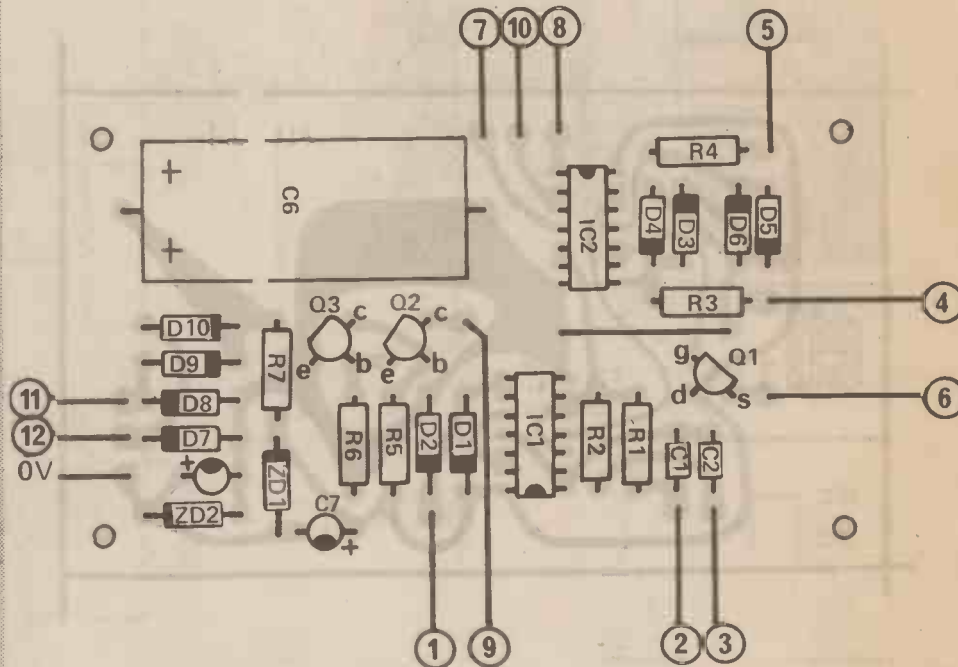 7 10 8 5
R4
+
C6
IC2
D4 D3 D6 D5
+
R3 4
Q3 Q2
c c
D10
Q1
g
D9 R7
e b e b
d s 6
11 D8
D2 D1
IC1 R2 R1 C1 C2
R6 R5
12 D7
+
0V
ZD1
ZD2
C7
+
1 9 2 3